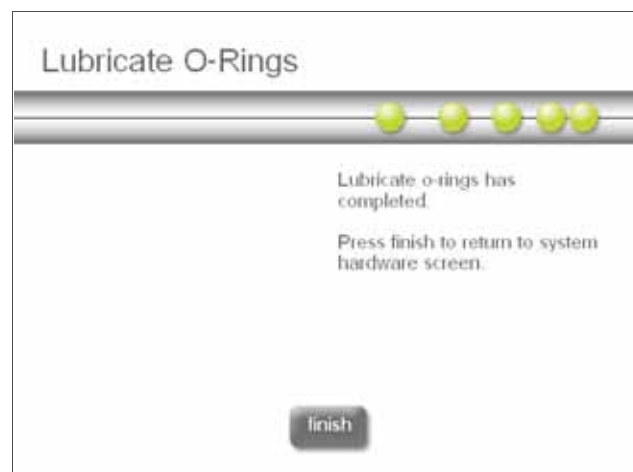 Lubricate O-Rings
Lubricate o-rings has
completed.
Press finish to return to system
hardware screen.
finish